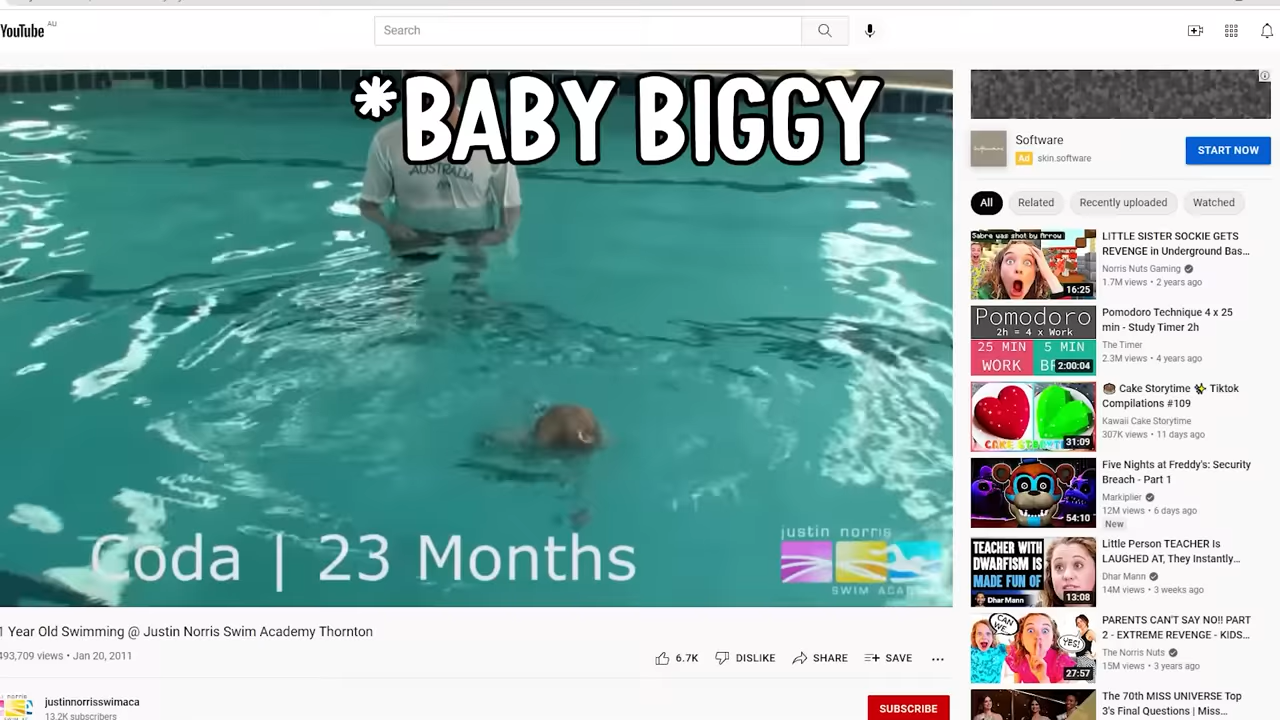 YouTube AU
Search
*BABY BIGGY
AUSTRALIA
Coda | 23 Months
justin norris
SWIM ACADEMY
1 Year Old Swimming @ Justin Norris Swim Academy Thornton
493,709 views • Jan 20, 2011
6.7K
DISLIKE
SHARE
SAVE
justinnorrisswimaca
13.2K subscribers
SUBSCRIBE
Software
Ad skin.software
START NOW
All
Related
Recently uploaded
Watched
Sabre was shot by Arrow
16:25
LITTLE SISTER SOCKIE GETS
REVENGE in Underground Bas...
Norris Nuts Gaming
1.7M views • 2 years ago
Pomodoro
2h = 4 x Work
25 MIN
WORK
5 MIN
2:00:04
Pomodoro Technique 4 x 25
min - Study Timer 2h
The Timer
2.3M views • 4 years ago
CAKE STORYTIME
31:09
🍩 Cake Storytime ✨ Tiktok
Compilations #109
Kawaii Cake Storytime
307K views • 11 days ago
54:10
Five Nights at Freddy's: Security
Breach - Part 1
Markiplier
12M views • 6 days ago
New
TEACHER WITH
DWARFISM IS
MADE FUN OF
Dhar Mann
13:08
Little Person TEACHER Is
LAUGHED AT, They Instantly...
Dhar Mann
14M views • 3 weeks ago
CAN WE...
YES!
27:57
PARENTS CAN'T SAY NO!! PART
2 - EXTREME REVENGE - KIDS...
The Norris Nuts
15M views • 3 years ago
The 70th MISS UNIVERSE Top
3's Final Questions | Miss...